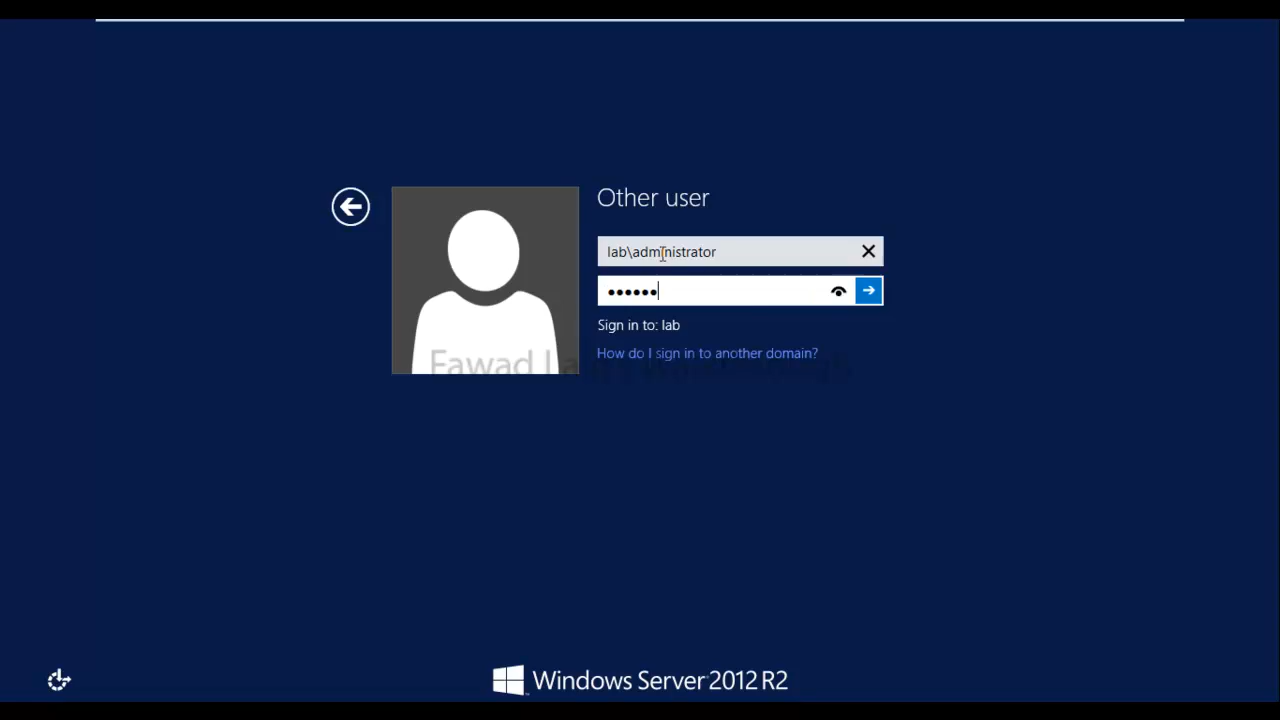 Other user
lab\administrator
Sign in to: lab
How do I sign in to another domain?
Fawad
Windows Server 2012 R2